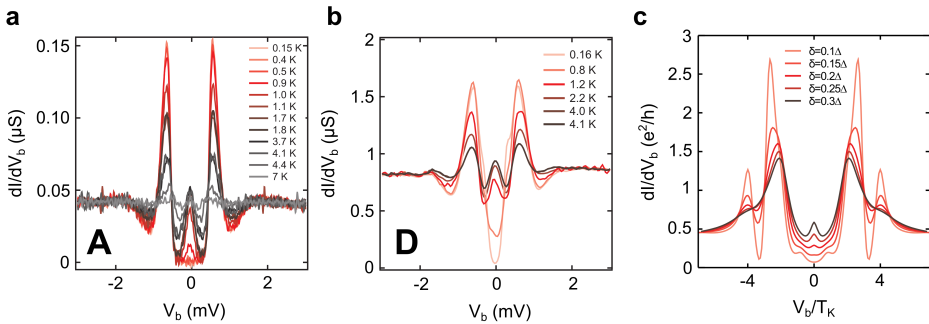 a
dI/dV_b (μS)
0.15
0.10
0.05
0
-2
0
2
V_b (mV)
0.15 K
0.4 K
0.5 K
0.9 K
1.0 K
1.1 K
1.7 K
1.8 K
3.7 K
4.1 K
4.4 K
7 K
A
b
dI/dV_b (μS)
2
1.5
1
0.5
0
-2
0
2
V_b (mV)
0.16 K
0.8 K
1.2 K
2.2 K
4.0 K
4.1 K
D
c
dI/dV_b (e²/h)
3
2.5
2
1.5
1
0.5
0
-4
0
4
V_b/T_K
δ=0.1Δ
δ=0.15Δ
δ=0.2Δ
δ=0.25Δ
δ=0.3Δ